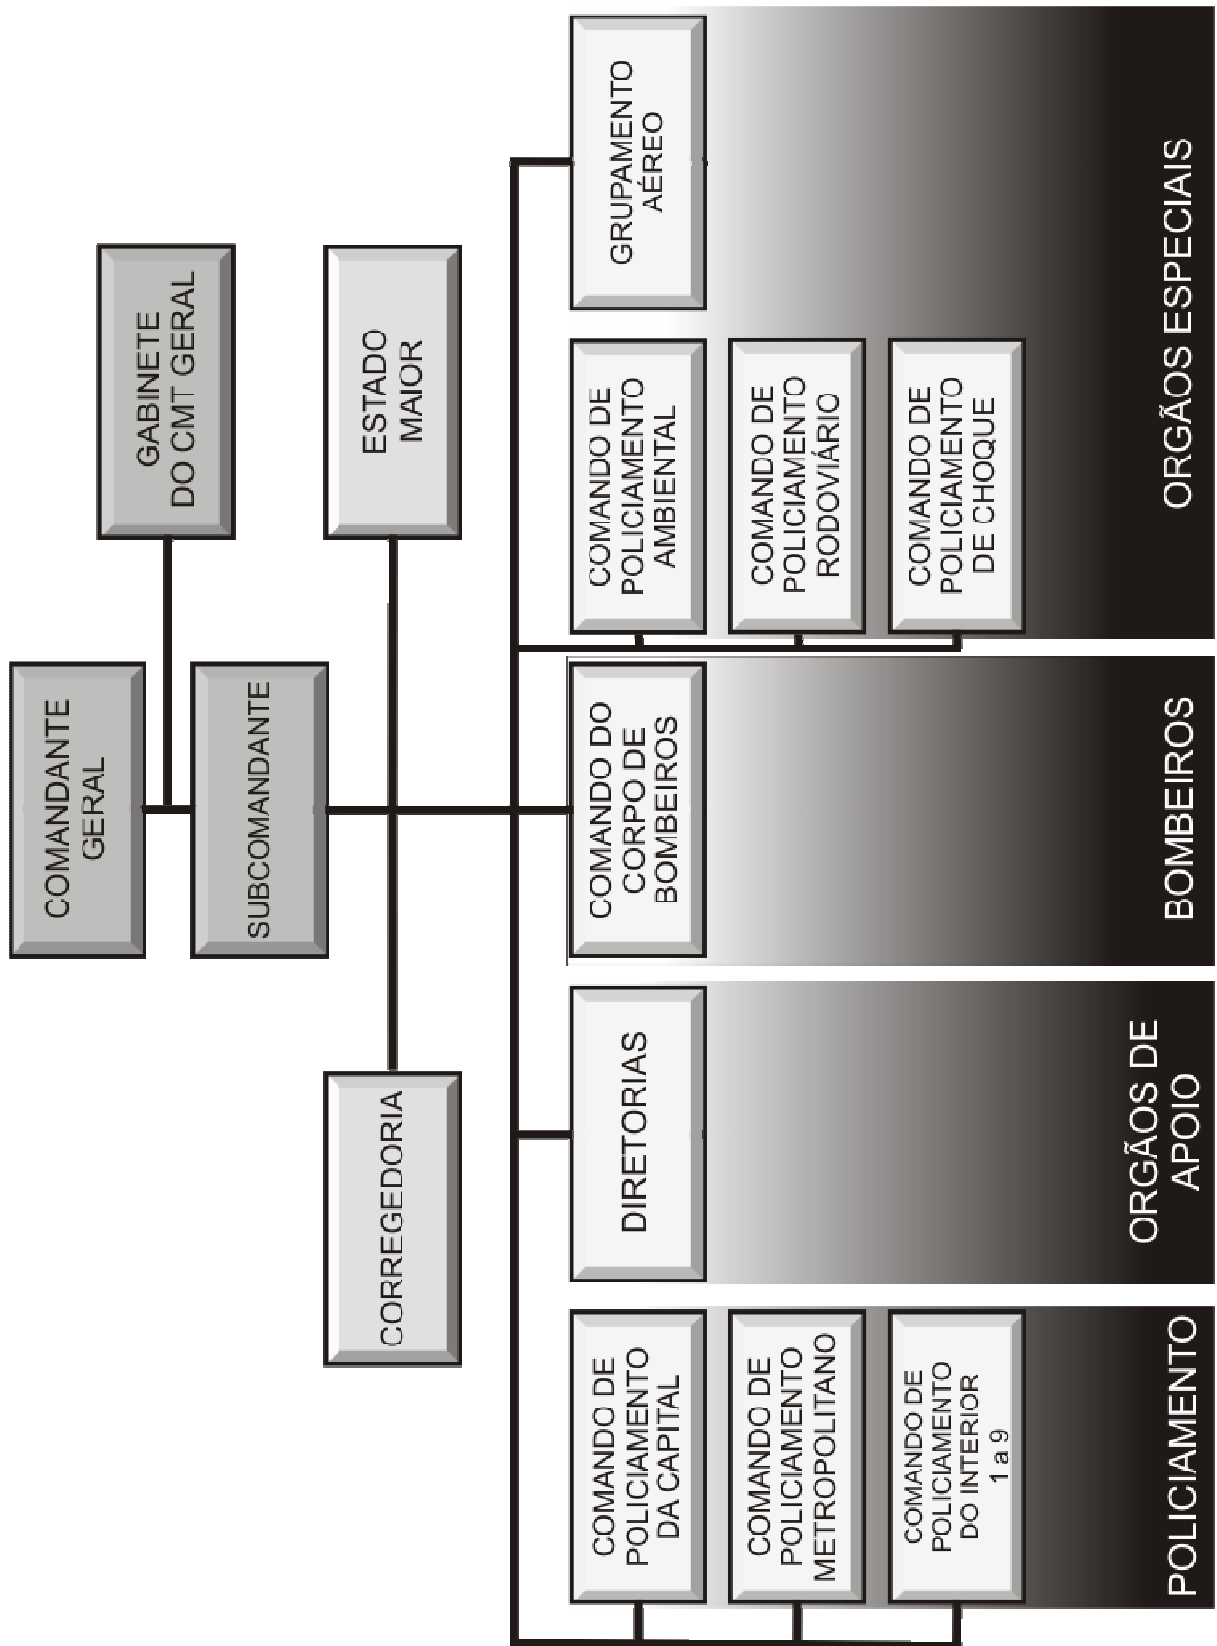 COMANDANTE
GERAL
GABINETE
DO CMT GERAL
SUBCOMANDANTE
CORREGEDORIA
ESTADO
MAIOR
COMANDO DE
POLICIAMENTO
DA CAPITAL
COMANDO DE
POLICIAMENTO
METROPOLITANO
COMANDO DE
POLICIAMENTO
DO INTERIOR
1 a 9
POLICIAMENTO
DIRETORIAS
ORGÃOS DE
APOIO
COMANDO DO
CORPO DE
BOMBEIROS
BOMBEIROS
COMANDO DE
POLICIAMENTO
AMBIENTAL
COMANDO DE
POLICIAMENTO
RODOVIÁRIO
COMANDO DE
POLICIAMENTO
DE CHOQUE
GRUPAMENTO
AÉREO
ORGÃOS ESPECIAIS